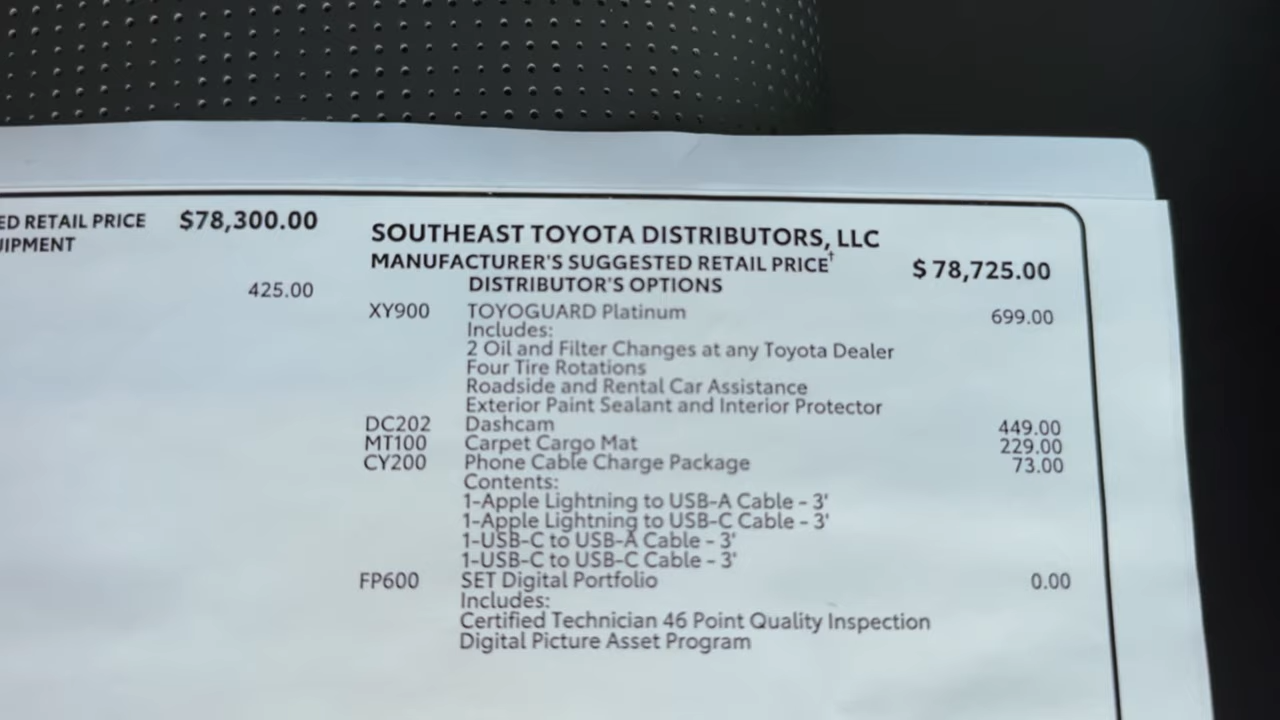 ED RETAIL PRICE $78,300.00
UIPMENT
425.00
SOUTHEAST TOYOTA DISTRIBUTORS, LLC
MANUFACTURER'S SUGGESTED RETAIL PRICE† $ 78,725.00
DISTRIBUTOR'S OPTIONS
XY900 TOYOGUARD Platinum 699.00
Includes:
2 Oil and Filter Changes at any Toyota Dealer
Four Tire Rotations
Roadside and Rental Car Assistance
Exterior Paint Sealant and Interior Protector
DC202 Dashcam 449.00
MT100 Carpet Cargo Mat 229.00
CY200 Phone Cable Charge Package 73.00
Contents:
1-Apple Lightning to USB-A Cable - 3'
1-Apple Lightning to USB-C Cable - 3'
1-USB-C to USB-A Cable - 3'
1-USB-C to USB-C Cable - 3'
FP600 SET Digital Portfolio 0.00
Includes:
Certified Technician 46 Point Quality Inspection
Digital Picture Asset Program